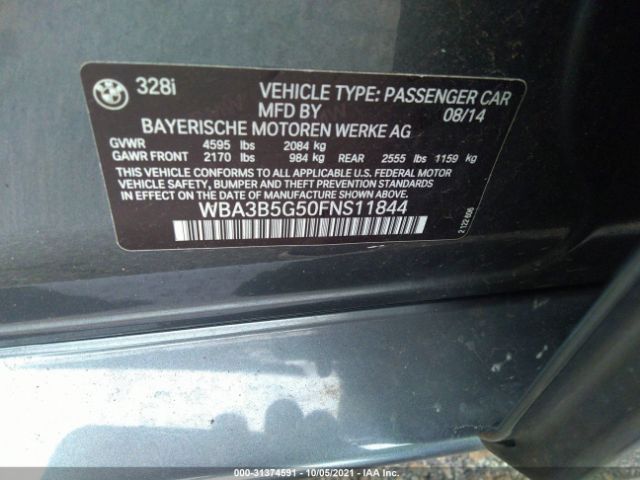 328i VEHICLE TYPE: PASSENGER CAR
MFD BY 08/14
BAYERISCHE MOTOREN WERKE AG
GVWR 4595 lbs 2084 kg
GAWR FRONT 2170 lbs 984 kg REAR 2555 lbs 1159 kg
THIS VEHICLE CONFORMS TO ALL APPLICABLE U.S. FEDERAL MOTOR
VEHICLE SAFETY, BUMPER AND THEFT PREVENTION STANDARDS
IN EFFECT ON THE DATE OF MANUFACTURE SHOWN ABOVE.
WBA3B5G50FNS11844
000-31374591 - 10/05/2021 - IAA Inc.